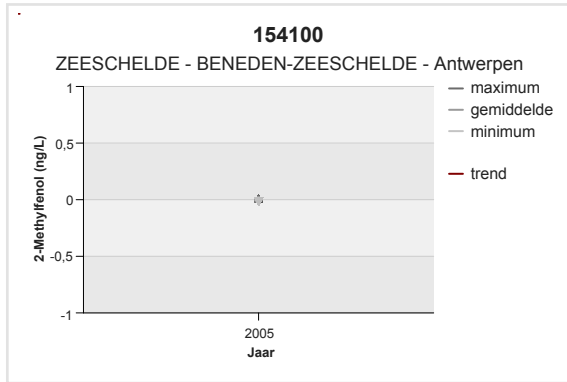 154100
ZEESCHELDE - BENEDEN-ZEESCHELDE - Antwerpen
maximum
gemiddelde
minimum
trend
2-Methylfenol (ng/L)
1
0,5
0
-0,5
-1
2005
Jaar